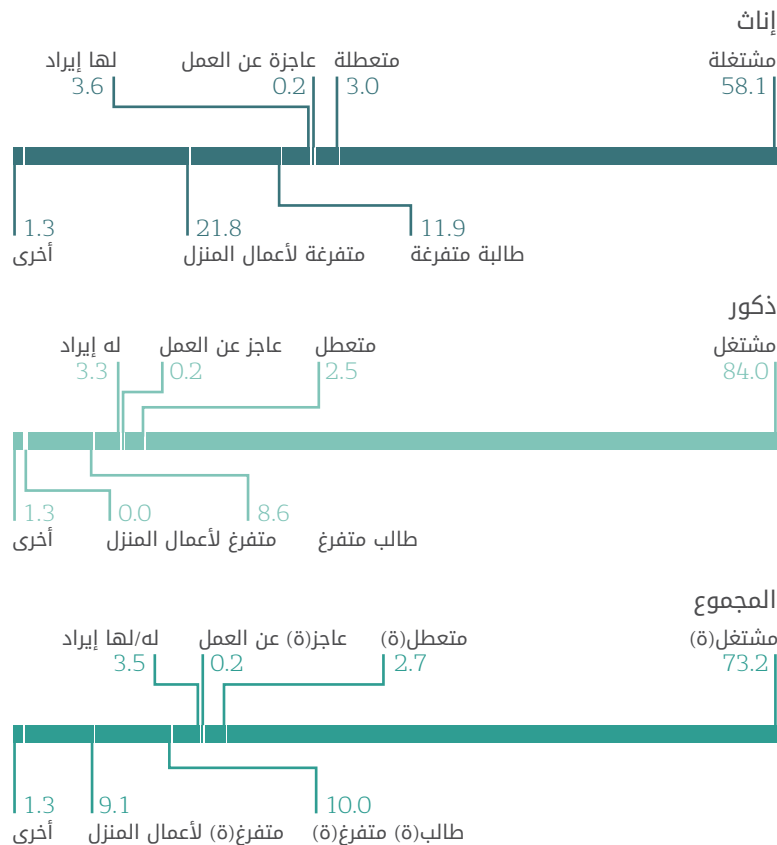 إناث
مشتغلة متعطلة عاجزة عن العمل لها إيراد
58.1 3.0 0.2 3.6
11.9 21.8 1.3
طالبة متفرغة متفرغة لأعمال المنزل أخرى
ذكور
مشتغل متعطل عاجز عن العمل له إيراد
84.0 2.5 0.2 3.3
8.6 0.0 1.3
طالب متفرغ متفرغ لأعمال المنزل أخرى
المجموع
مشتغل(ة) متعطل(ة) عاجز(ة) عن العمل له/لها إيراد
73.2 2.7 0.2 3.5
10.0 9.1 1.3
طالب(ة) متفرغ(ة) متفرغ(ة) لأعمال المنزل أخرى